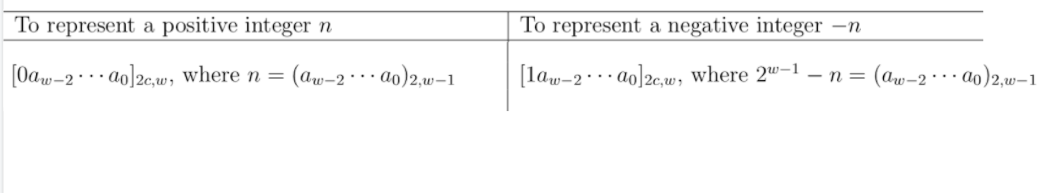 To represent a positive integer n | To represent a negative integer −n
[0a_{w−2} ⋯ a_0]_{2c,w}, where n = (a_{w−2} ⋯ a_0)_{2,w−1} | [1a_{w−2} ⋯ a_0]_{2c,w}, where 2^{w−1} − n = (a_{w−2} ⋯ a_0)_{2,w−1}